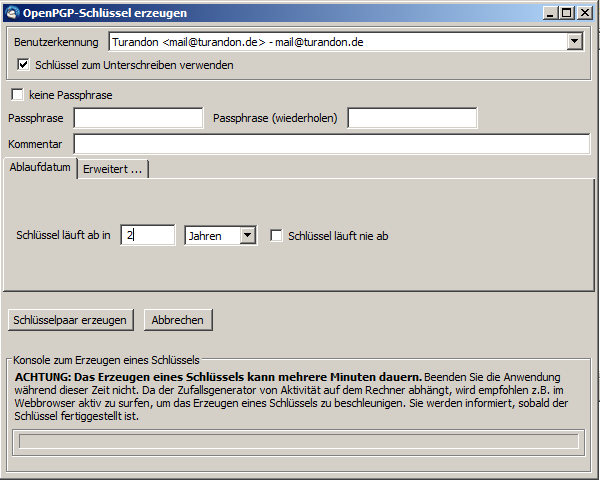 OpenPGP-Schlüssel erzeugen
Benutzerkennung Turandon <mail@turandon.de> - mail@turandon.de
Schlüssel zum Unterschreiben verwenden
keine Passphrase
Passphrase Passphrase (wiederholen)
Kommentar
Ablaufdatum Erweitert ...
Schlüssel läuft ab in 2 Jahren Schlüssel läuft nie ab
Schlüsselpaar erzeugen Abbrechen
Konsole zum Erzeugen eines Schlüssels
ACHTUNG: Das Erzeugen eines Schlüssels kann mehrere Minuten dauern. Beenden Sie die Anwendung
während dieser Zeit nicht. Da der Zufallsgenerator von Aktivität auf dem Rechner abhängt, wird empfohlen z.B. im
Webbrowser aktiv zu surfen, um das Erzeugen eines Schlüssels zu beschleunigen. Sie werden informiert, sobald der
Schlüssel fertiggestellt ist.